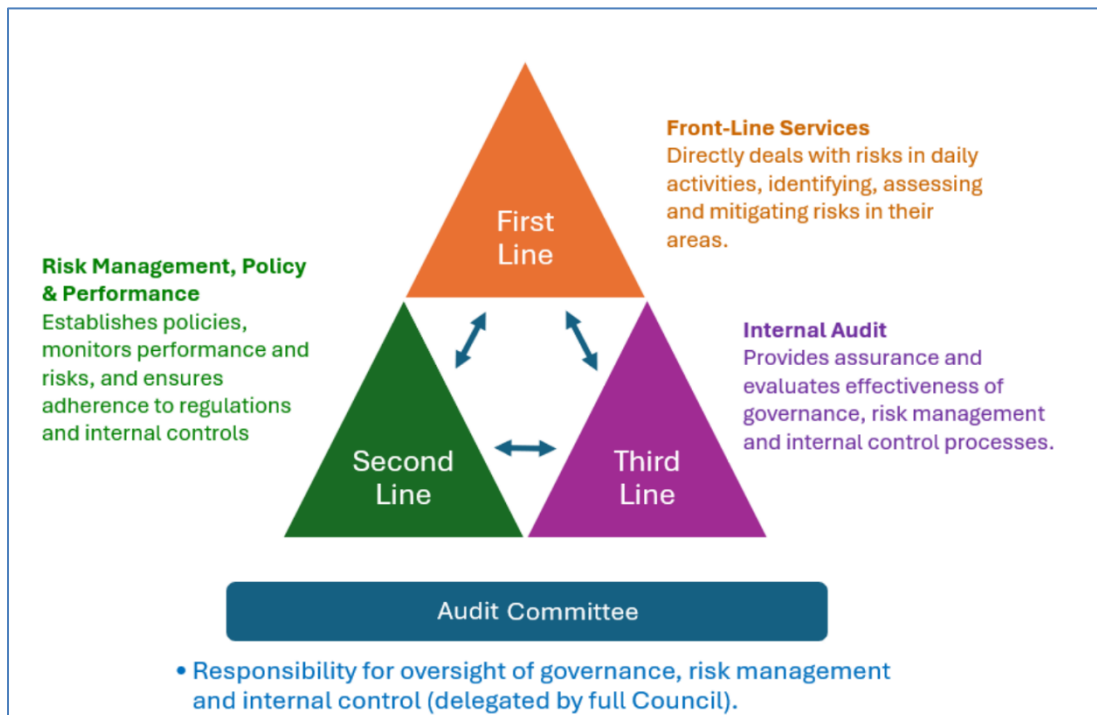 Front-Line Services
Directly deals with risks in daily
activities, identifying, assessing
and mitigating risks in their
areas.
First
Line
Risk Management, Policy
& Performance
Establishes policies,
monitors performance and
risks, and ensures
adherence to regulations
and internal controls
Internal Audit
Provides assurance and
evaluates effectiveness of
governance, risk management
and internal control processes.
Second
Line
Third
Line
Audit Committee
• Responsibility for oversight of governance, risk management
and internal control (delegated by full Council).